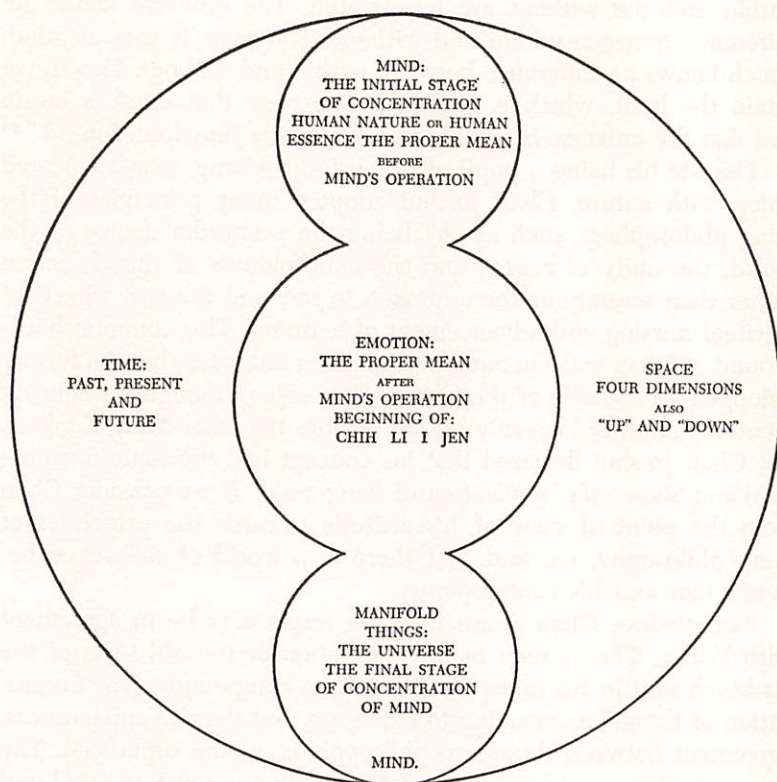 MIND:
THE INITIAL STAGE
OF CONCENTRATION
HUMAN NATURE OR HUMAN
ESSENCE THE PROPER MEAN
BEFORE
MIND'S OPERATION
TIME:
PAST, PRESENT
AND
FUTURE
EMOTION:
THE PROPER MEAN
AFTER
MIND'S OPERATION
BEGINNING OF:
CHIH LI I JEN
SPACE
FOUR DIMENSIONS
ALSO
"UP" AND "DOWN"
MANIFOLD
THINGS:
THE UNIVERSE
THE FINAL STAGE
OF CONCENTRATION
OF MIND
MIND.